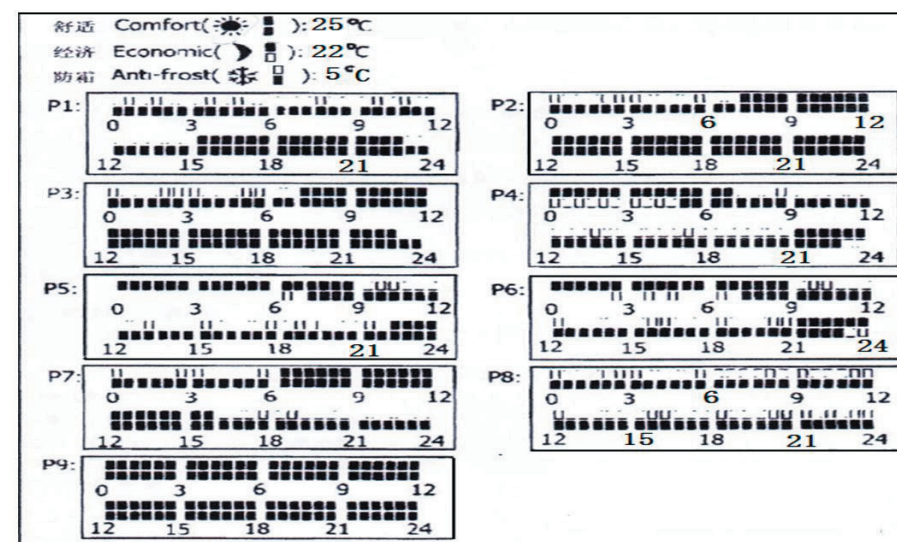 舒适 Comfort( ): 25℃
经济 Economic( ): 22℃
防霜 Anti-frost( ): 5℃
P1:
0 3 6 9 12
12 15 18 21 24
P2:
0 3 6 9 12
12 15 18 21 24
P3:
0 3 6 9 12
12 15 18 21 24
P4:
0 3 6 9 12
12 15 18 21 24
P5:
0 3 6 9 12
12 15 18 21 24
P6:
0 3 6 9 12
12 15 18 21 24
P7:
0 3 6 9 12
12 15 18 21 24
P8:
0 3 6 9 12
12 15 18 21 24
P9:
0 3 6 9 12
12 15 18 21 24